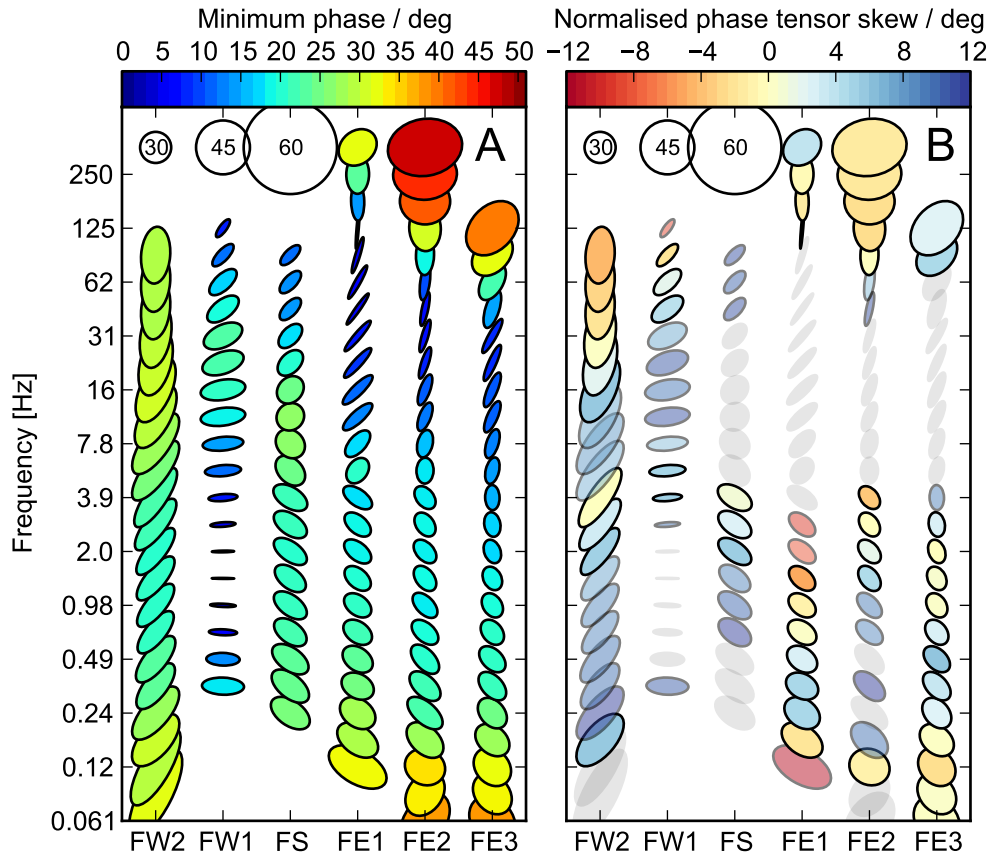 Minimum phase / deg
Normalised phase tensor skew / deg
0 5 10 15 20 25 30 35 40 45 50
−12 −8 −4 0 4 8 12
30 45 60 A
30 45 60 B
Frequency [Hz]
250
125
62
31
16
7.8
3.9
2.0
0.98
0.49
0.24
0.12
0.061
FW2 FW1 FS FE1 FE2 FE3
FW2 FW1 FS FE1 FE2 FE3